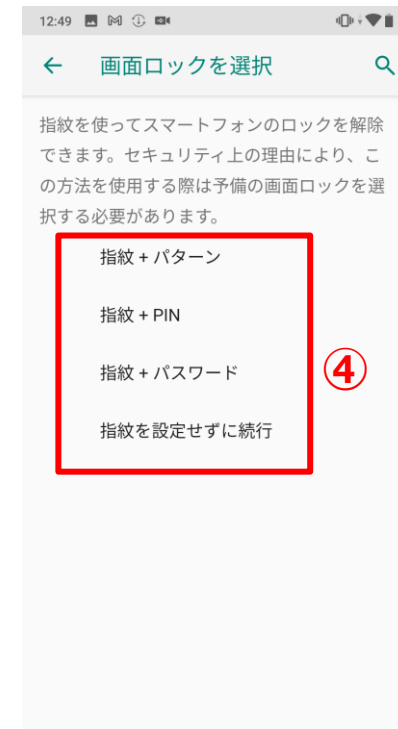 12:49
画面ロックを選択
指紋を使ってスマートフォンのロックを解除
できます。セキュリティ上の理由により、こ
の方法を使用する際は予備の画面ロックを選
択する必要があります。
指紋 + パターン
指紋 + PIN
指紋 + パスワード
④
指紋を設定せずに続行